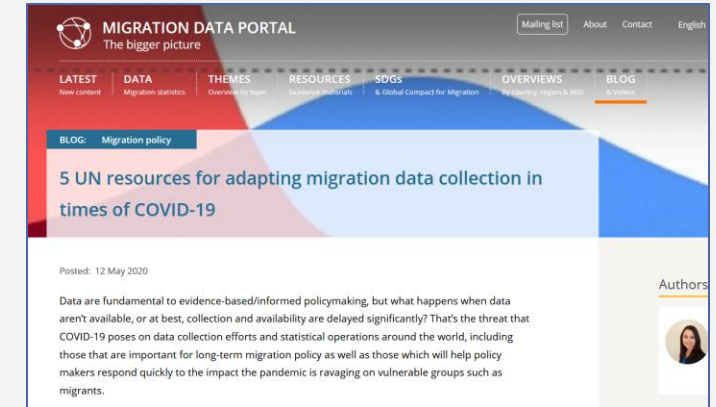 MIGRATION DATA PORTAL
The bigger picture
Mailing list About Contact English
LATEST DATA THEMES RESOURCES SDGs OVERVIEWS BLOG
New content Migration statistics Overview by topic Guidance materials & Global Compact for Migration By country, region & MGI & Videos
BLOG: Migration policy
5 UN resources for adapting migration data collection in
times of COVID-19
Posted: 12 May 2020
Authors
Data are fundamental to evidence-based/informed policymaking, but what happens when data
aren't available, or at best, collection and availability are delayed significantly? That's the threat that
COVID-19 poses on data collection efforts and statistical operations around the world, including
those that are important for long-term migration policy as well as those which will help policy
makers respond quickly to the impact the pandemic is ravaging on vulnerable groups such as
migrants.